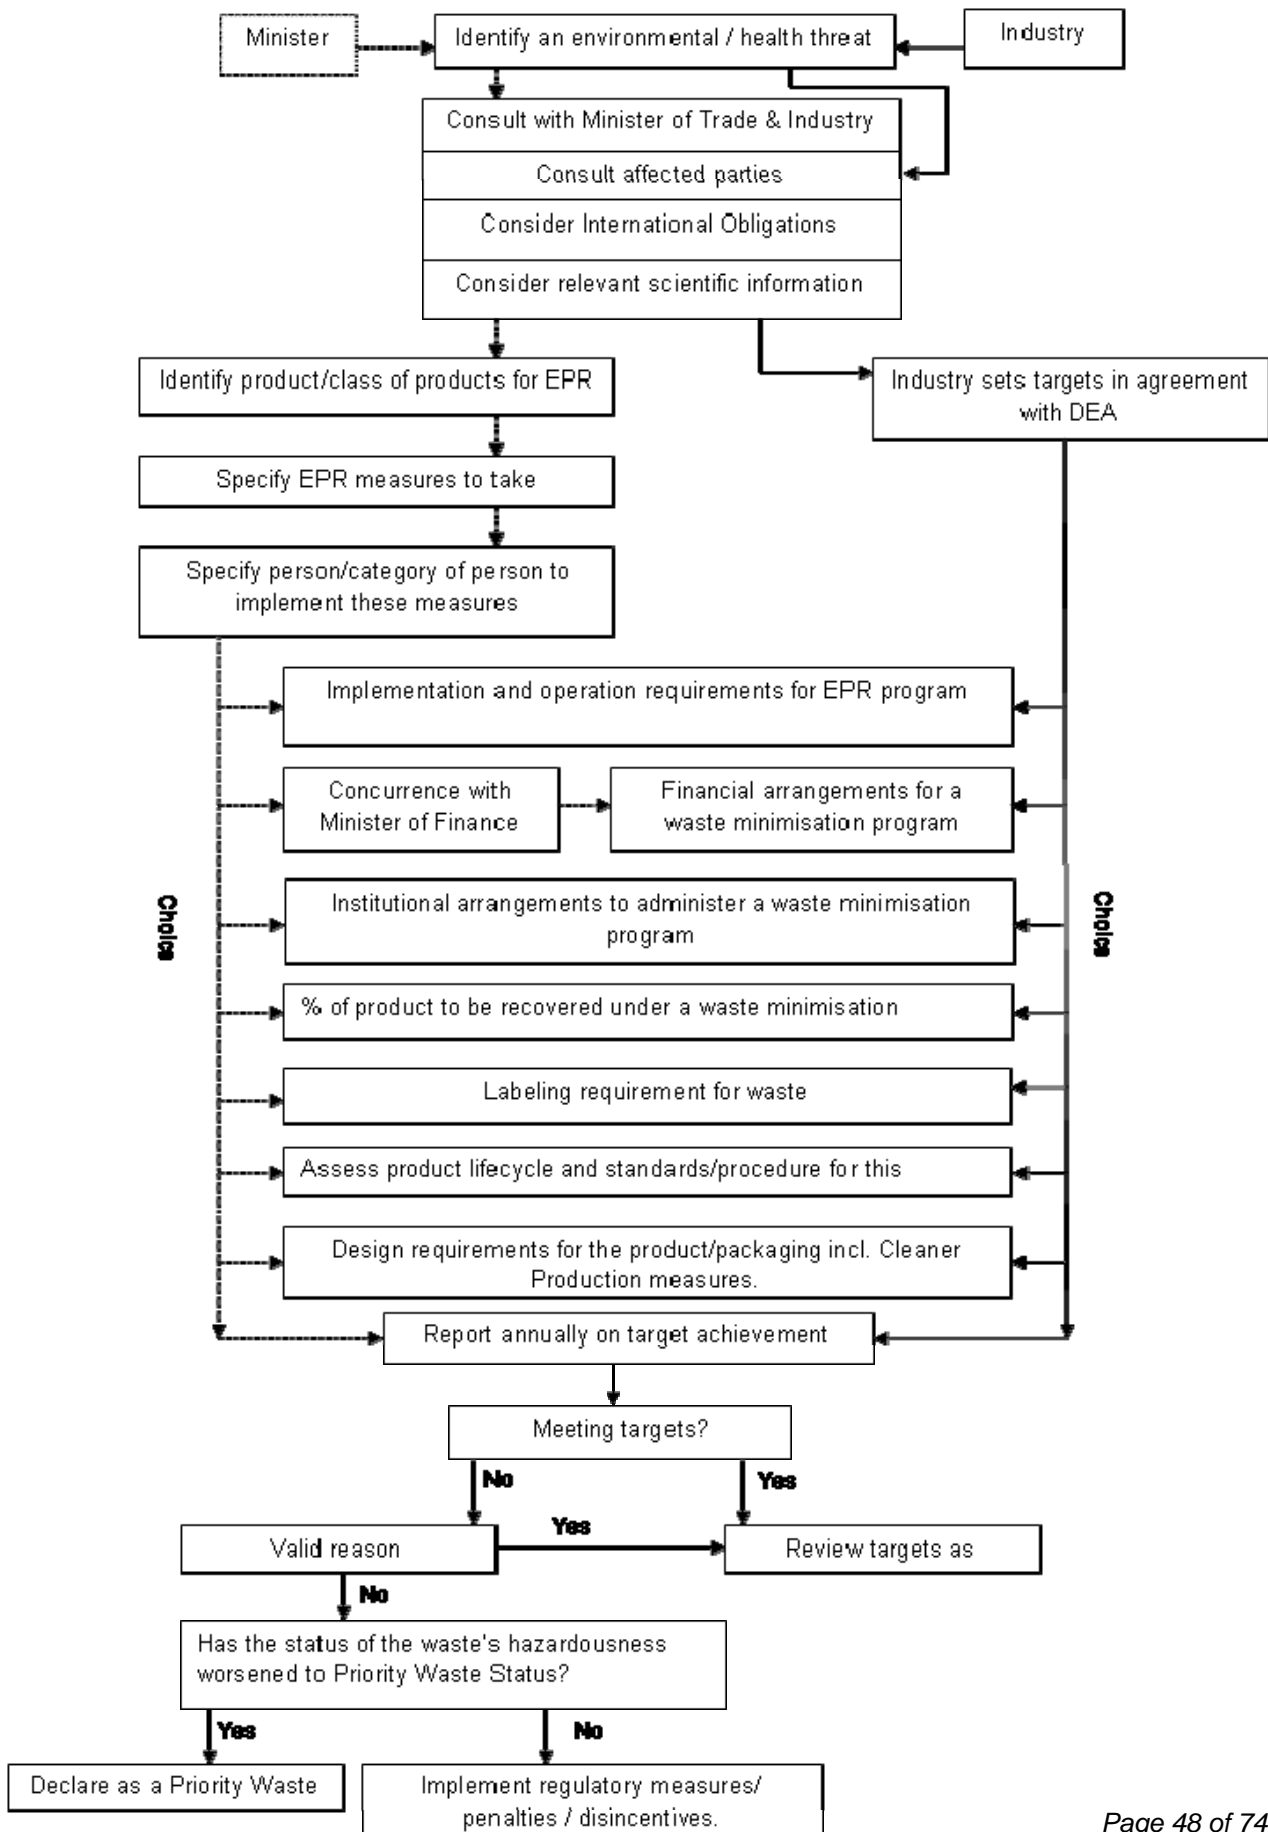 Minister
Identify an environmental / health threat
Industry
Consult with Minister of Trade & Industry
Consult affected parties
Consider International Obligations
Consider relevant scientific information
Identify product/class of products for EPR
Industry sets targets in agreement
with DEA
Specify EPR measures to take
Specify person/category of person to
implement these measures
Implementation and operation requirements for EPR program
Concurrence with
Minister of Finance
Financial arrangements for a
waste minimisation program
Choice
Institutional arrangements to administer a waste minimisation
program
Choice
% of product to be recovered under a waste minimisation
Labeling requirement for waste
Assess product lifecycle and standards/procedure for this
Design requirements for the product/packaging incl. Cleaner
Production measures.
Report annually on target achievement
Meeting targets?
No
Yes
Valid reason
Yes
Review targets as
No
Has the status of the waste's hazardousness
worsened to Priority Waste Status?
Yes
No
Declare as a Priority Waste
Implement regulatory measures/
penalties / disincentives.
Page 48 of 74